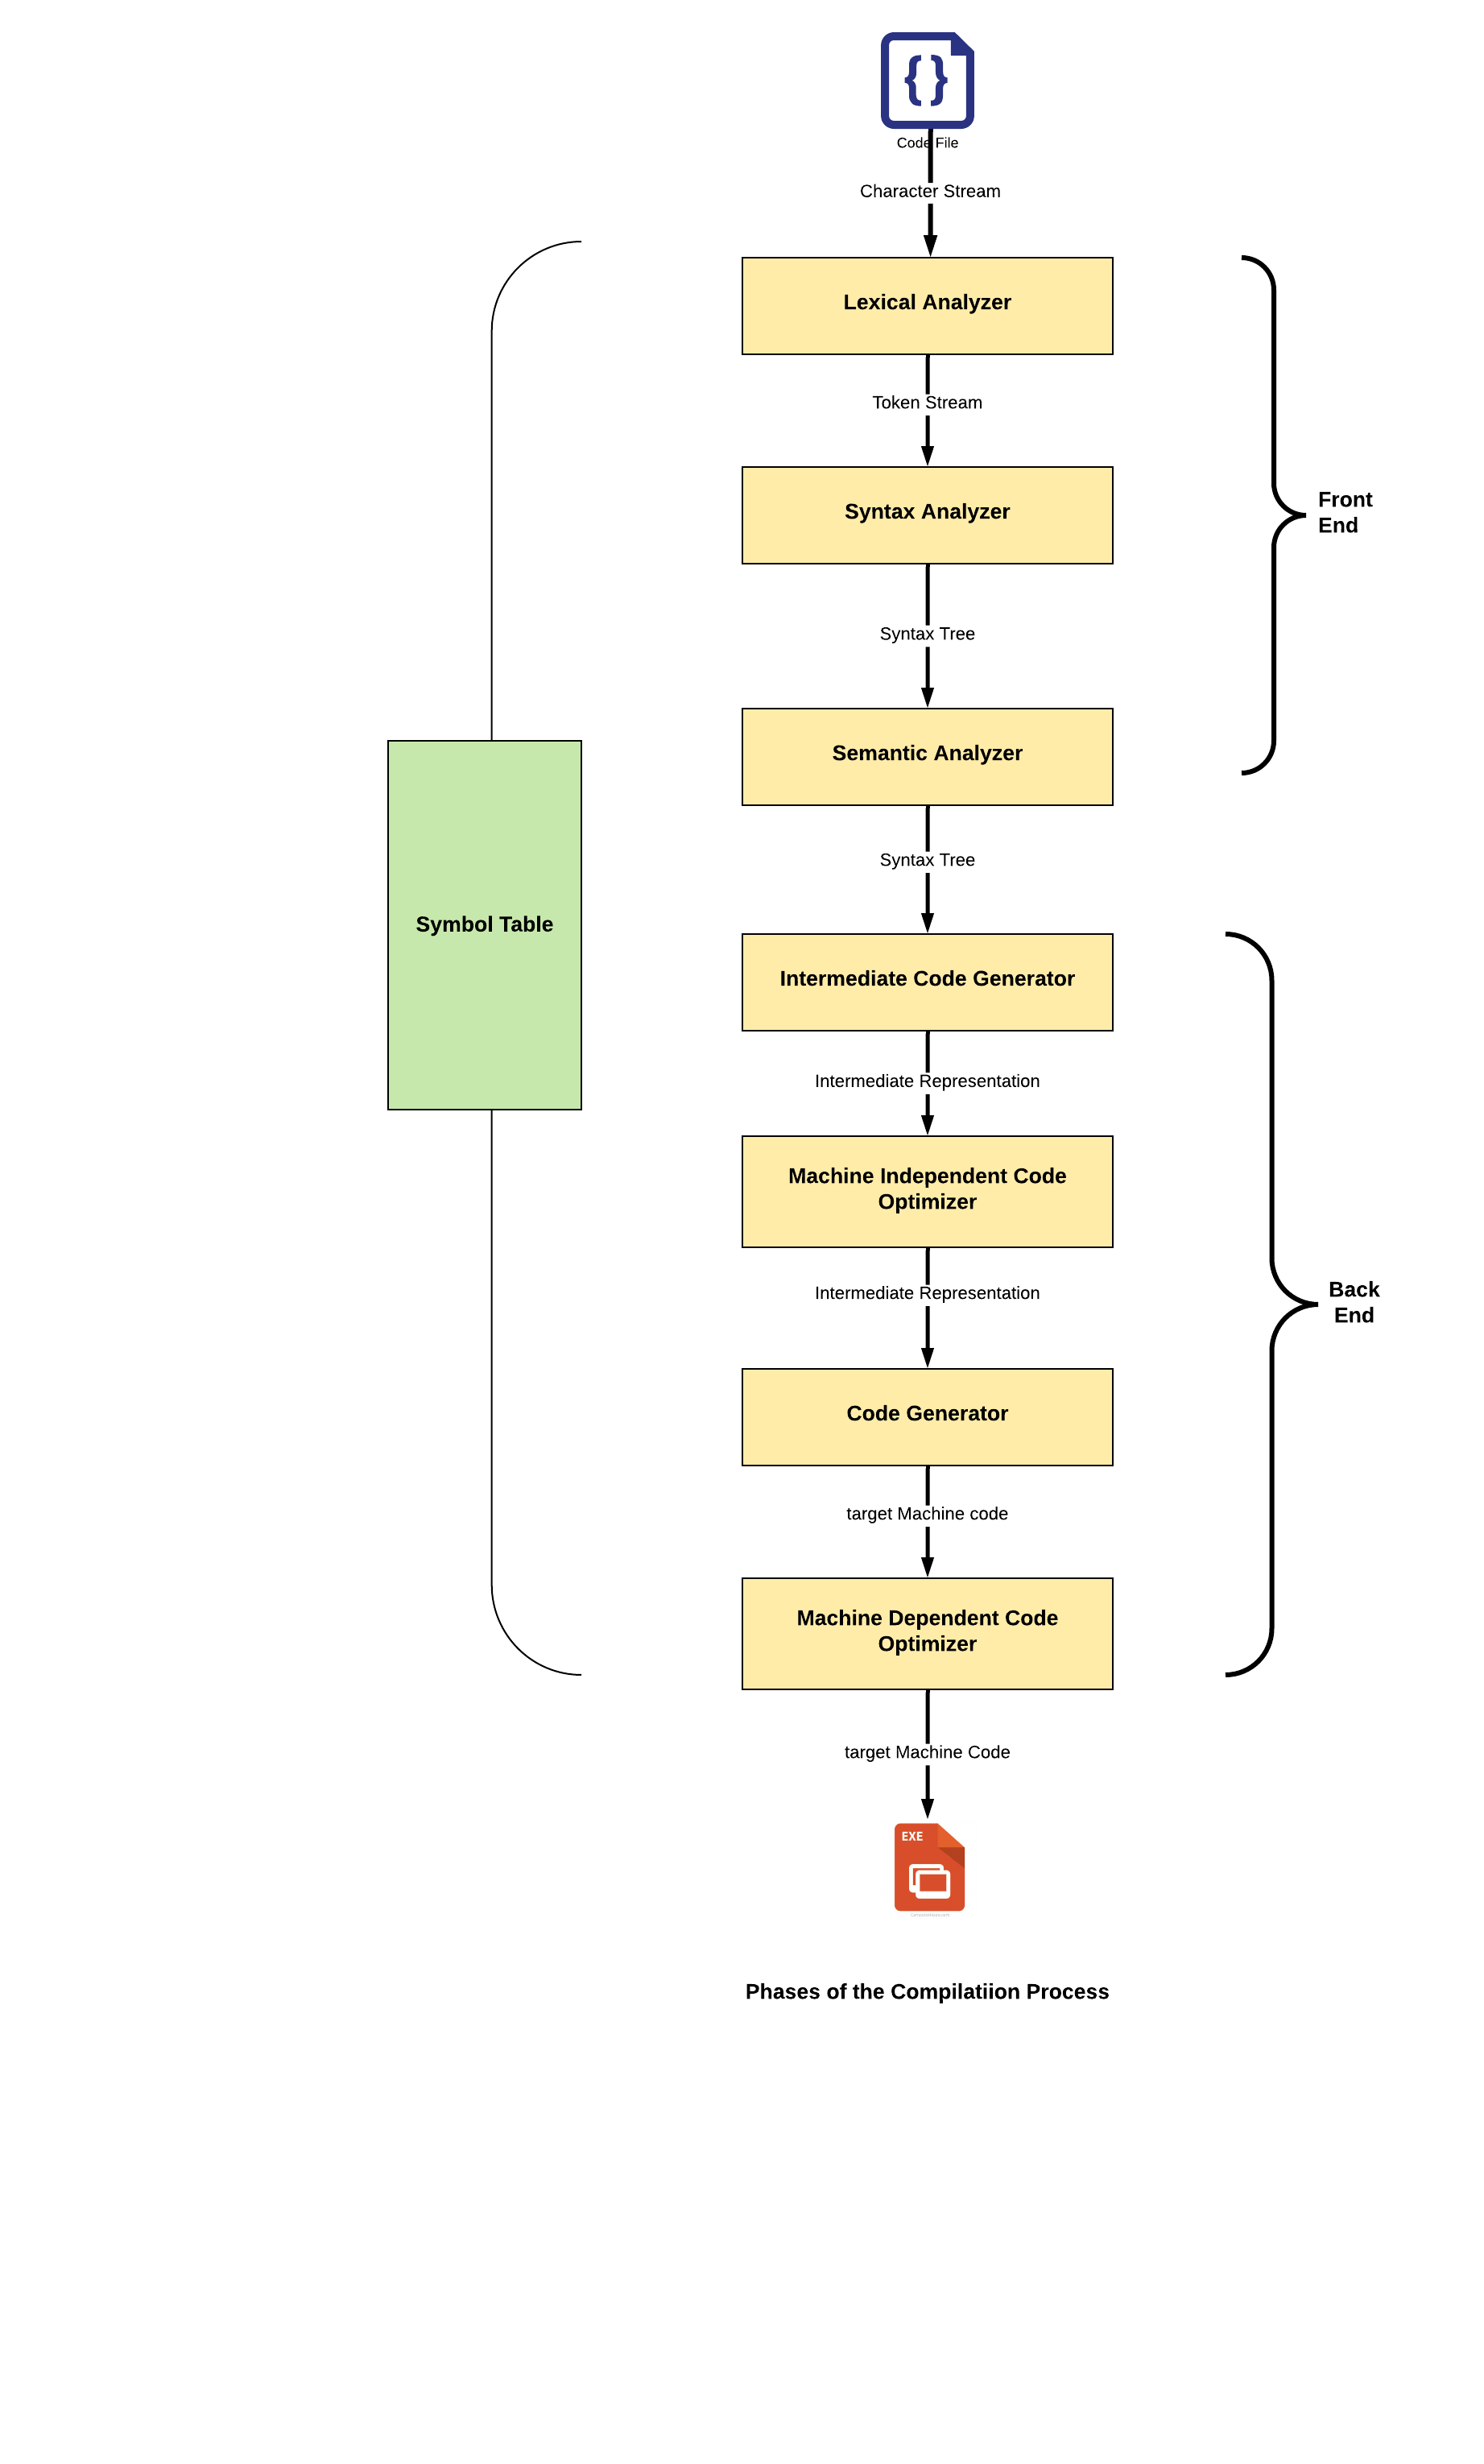 {}
Code File
Character Stream
Lexical Analyzer
Token Stream
Syntax Analyzer
Front
End
Syntax Tree
Semantic Analyzer
Syntax Tree
Symbol Table
Intermediate Code Generator
Intermediate Representation
Machine Independent Code
Optimizer
Intermediate Representation
Back
End
Code Generator
target Machine code
Machine Dependent Code
Optimizer
target Machine Code
EXE
Phases of the Compilatiion Process